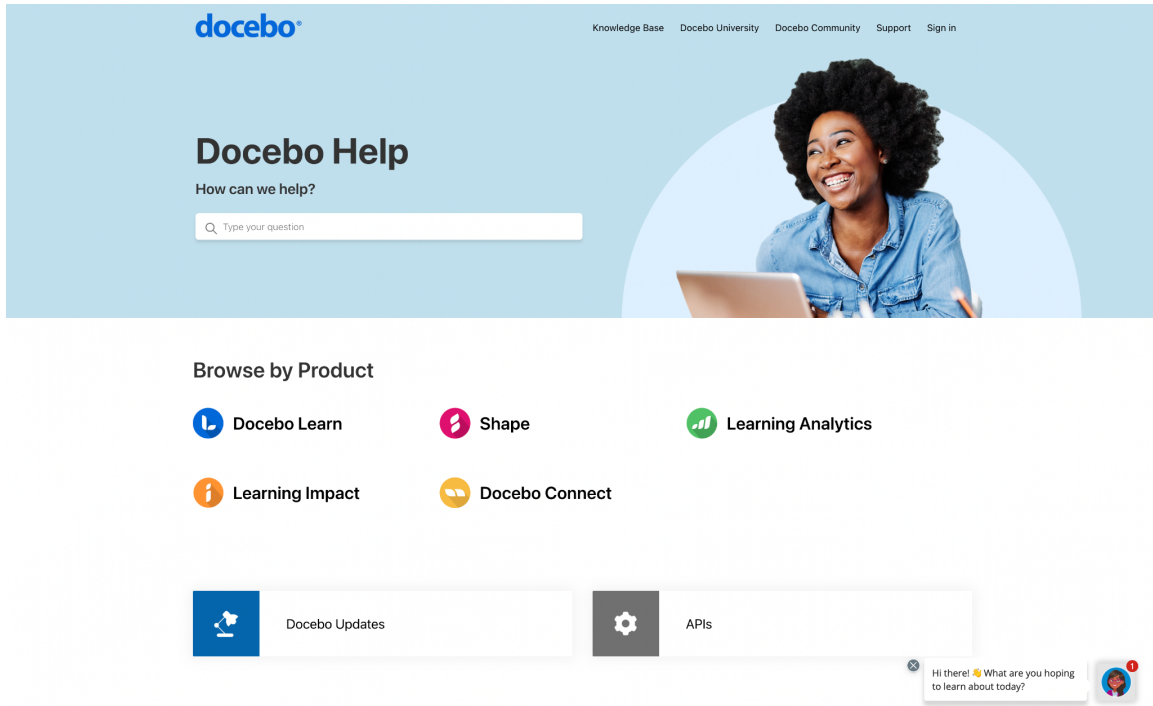 docebo®
Knowledge Base Docebo University Docebo Community Support Sign in
Docebo Help
How can we help?
Type your question
Browse by Product
Docebo Learn Shape Learning Analytics
Learning Impact Docebo Connect
Docebo Updates APIs
Hi there! 👋 What are you hoping
to learn about today?
1